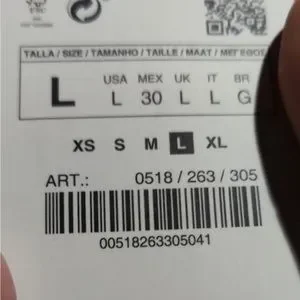 TALLA / SIZE / TAMANHO / TAILLE / MAAT /
L
USA MEX UK IT BR
L 30 L L G
XS S M L XL
ART.: 0518 / 263 / 305
00518263305041